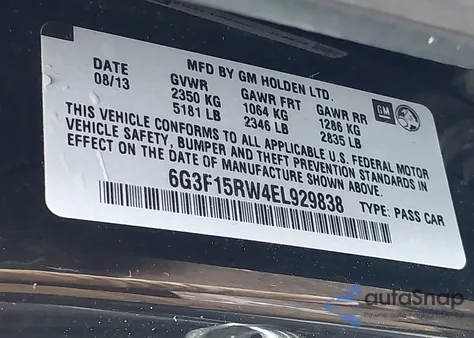 MFD BY GM HOLDEN LTD.
DATE GVWR GAWR FRT GAWR RR
08/13 2350 KG 1064 KG 1286 KG
5181 LB 2346 LB 2835 LB
GM
THIS VEHICLE CONFORMS TO ALL APPLICABLE U.S. FEDERAL MOTOR
VEHICLE SAFETY, BUMPER AND THEFT PREVENTION STANDARDS IN
EFFECT ON THE DATE OF MANUFACTURE SHOWN ABOVE.
6G3F15RW4EL929838
TYPE: PASS CAR
autoSnap